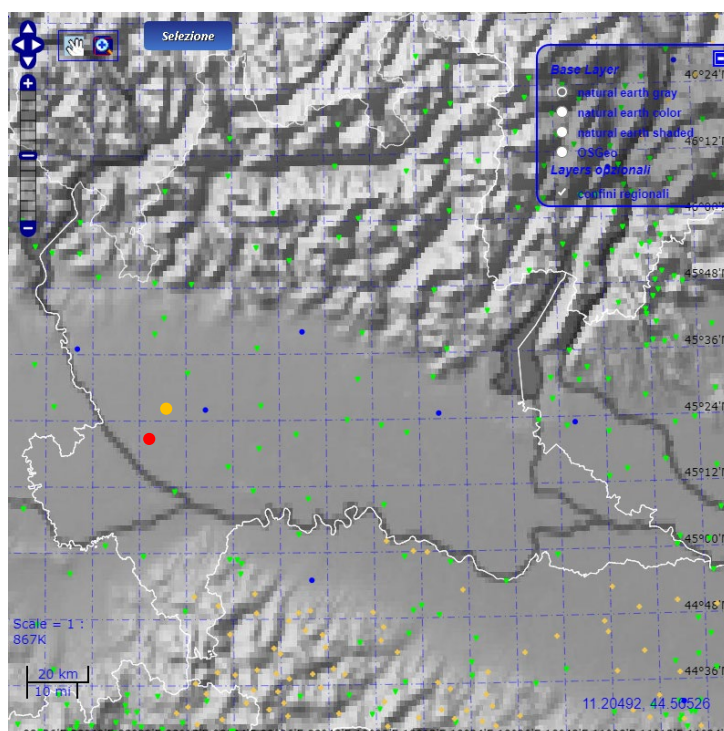 Selezione
Base Layer
46°24'N
natural earth gray
natural earth color
natural earth shaded
46°12'N
OSGeo
Layers opzionali
confini regionali
46°00'N
45°48'N
45°36'N
45°24'N
45°12'N
45°00'N
44°48'N
Scale = 1 :
867K
44°36'N
20 km
10 mi
11.20492, 44.50526